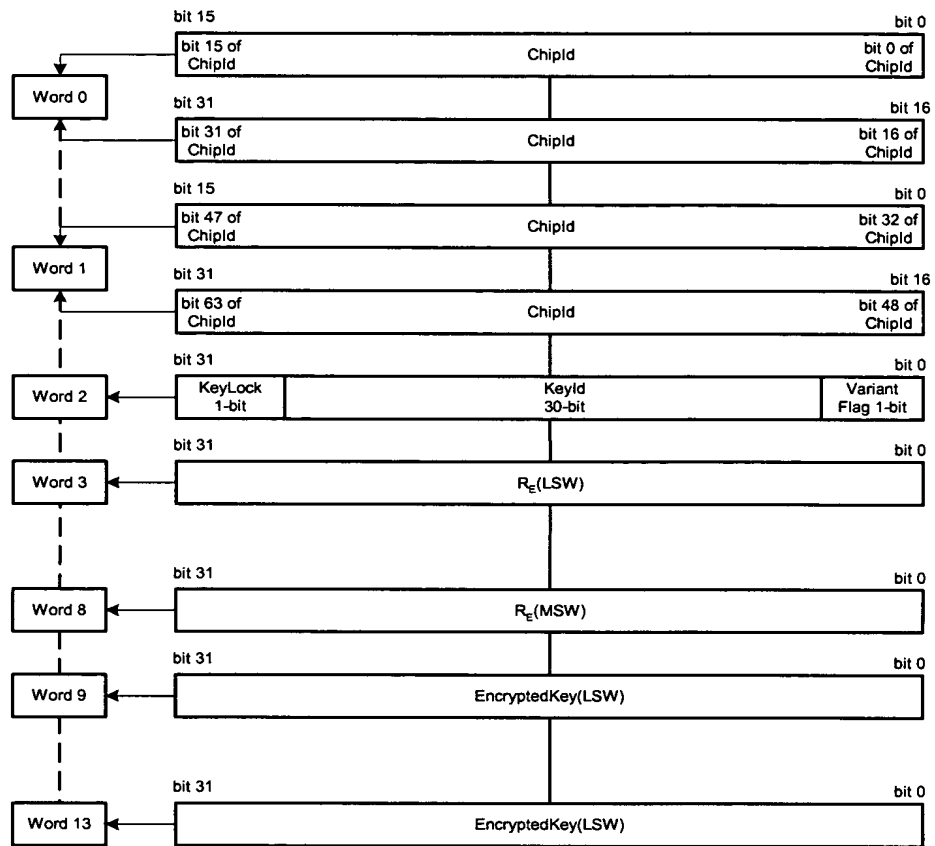 bit 15 bit 0
bit 15 of ChipId ChipId bit 0 of ChipId
Word 0
bit 31 bit 16
bit 31 of ChipId ChipId bit 16 of ChipId
bit 15 bit 0
bit 47 of ChipId ChipId bit 32 of ChipId
Word 1
bit 31 bit 16
bit 63 of ChipId ChipId bit 48 of ChipId
bit 31 bit 0
Word 2 KeyLock 1-bit KeyId 30-bit Variant Flag 1-bit
bit 31 bit 0
Word 3 R_E(LSW)
bit 31 bit 0
Word 8 R_E(MSW)
bit 31 bit 0
Word 9 EncryptedKey(LSW)
bit 31 bit 0
Word 13 EncryptedKey(LSW)